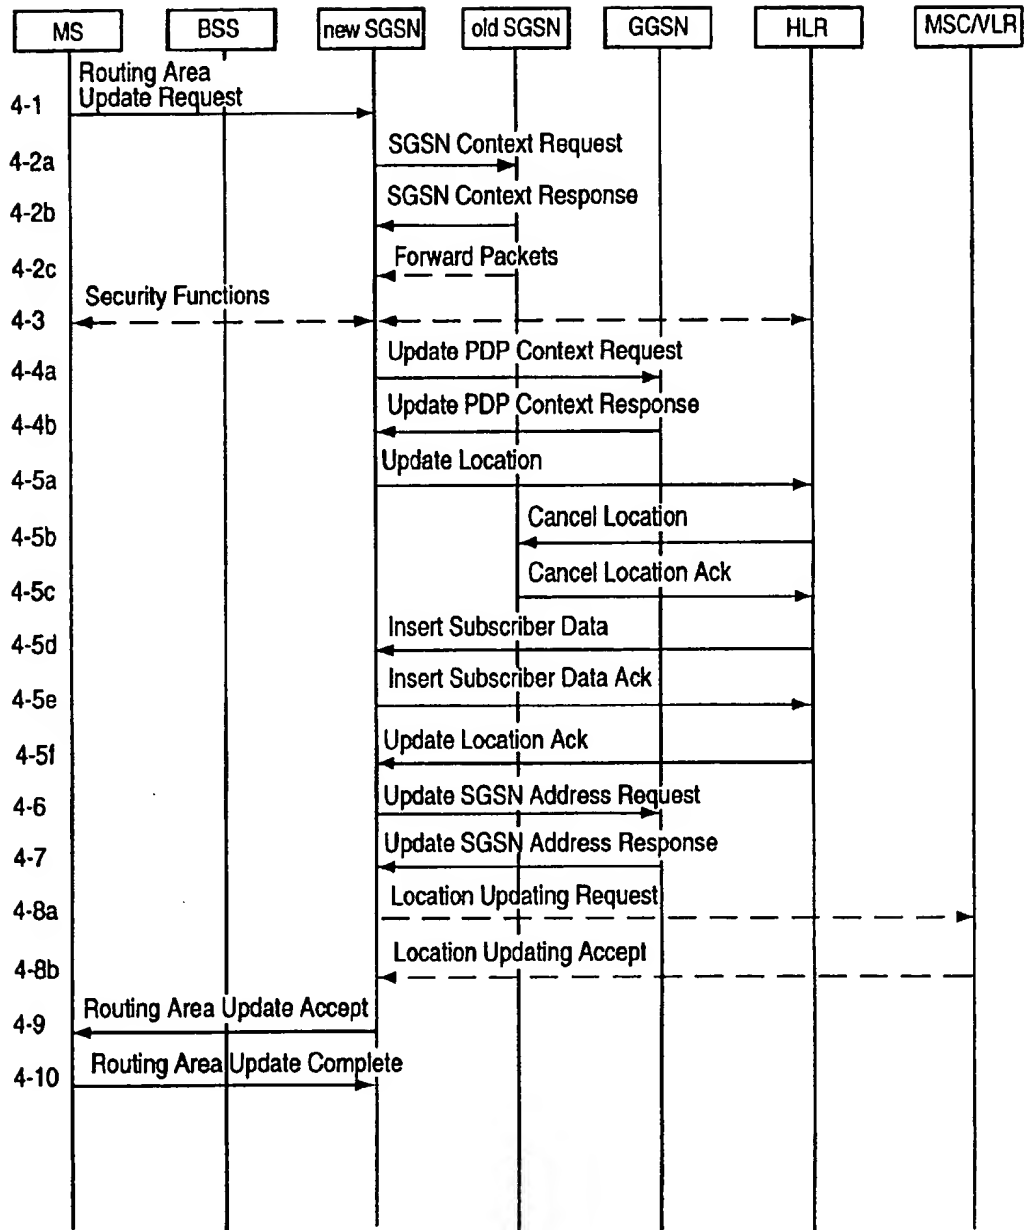 MS
BSS
new SGSN
old SGSN
GGSN
HLR
MSC/VLR
Routing Area
4-1 Update Request
SGSN Context Request
4-2a
SGSN Context Response
4-2b
Forward Packets
4-2c
Security Functions
4-3
Update PDP Context Request
4-4a
Update PDP Context Response
4-4b
Update Location
4-5a
Cancel Location
4-5b
Cancel Location Ack
4-5c
Insert Subscriber Data
4-5d
Insert Subscriber Data Ack
4-5e
Update Location Ack
4-5f
Update SGSN Address Request
4-6
Update SGSN Address Response
4-7
Location Updating Request
4-8a
Location Updating Accept
4-8b
Routing Area Update Accept
4-9
Routing Area Update Complete
4-10